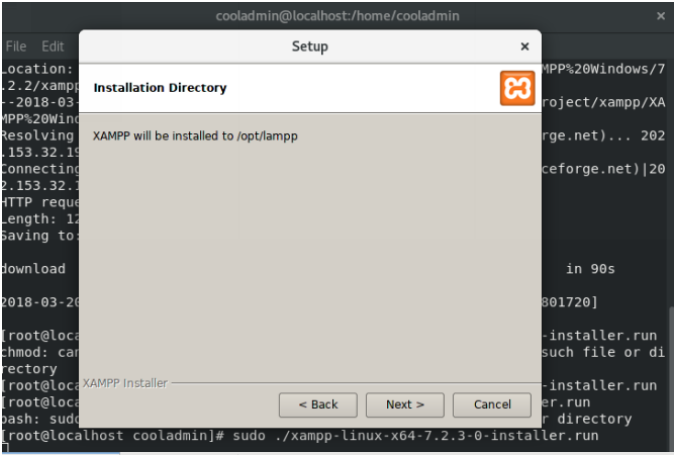 cooladmin@localhost:/home/cooladmin ×
File Edit
Setup ×
Location: MPP%20Windows/7
.2.2/xampp
Installation Directory
--2018-03- roject/xampp/XA
MPP%20Wind
Resolving rge.net)... 202
.153.32.19
XAMPP will be installed to /opt/lampp
Connecting ceforge.net)|20
2.153.32.1
HTTP reque
Length: 12
Saving to:
download in 90s
2018-03-20 801720]
[root@loca -installer.run
chmod: can such file or di
rectory
XAMPP Installer
[root@loca -installer.run
[root@loca er.run
< Back Next > Cancel
bash: sudo r directory
[root@localhost cooladmin]# sudo ./xampp-linux-x64-7.2.3-0-installer.run